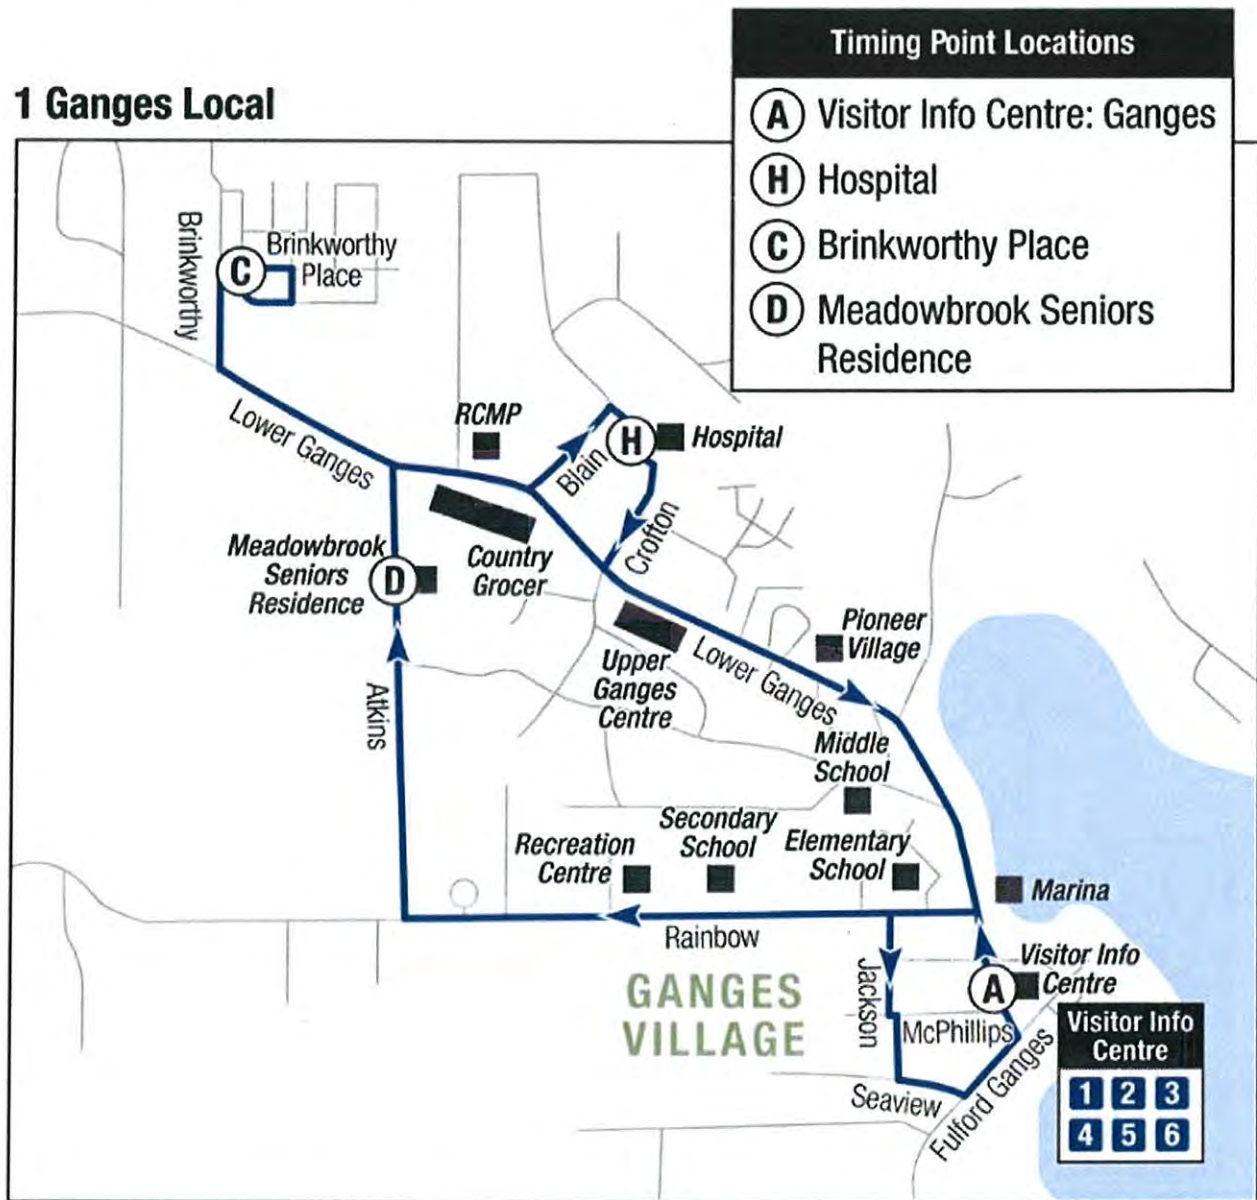 1 Ganges Local
Timing Point Locations
A Visitor Info Centre: Ganges
H Hospital
C Brinkworthy Place
D Meadowbrook Seniors
Residence
Brinkworthy
C
Brinkworthy
Place
Lower Ganges
RCMP
Blain
H
Hospital
Crofton
Country
Grocer
Meadowbrook
Seniors
Residence
D
Atkins
Upper
Ganges
Centre
Lower Ganges
Pioneer
Village
Middle
School
Recreation
Centre
Secondary
School
Elementary
School
Marina
Rainbow
GANGES
VILLAGE
Jackson
A
Visitor Info
Centre
McPhillips
Seaview
Fulford Ganges
Visitor Info
Centre
1 2 3
4 5 6